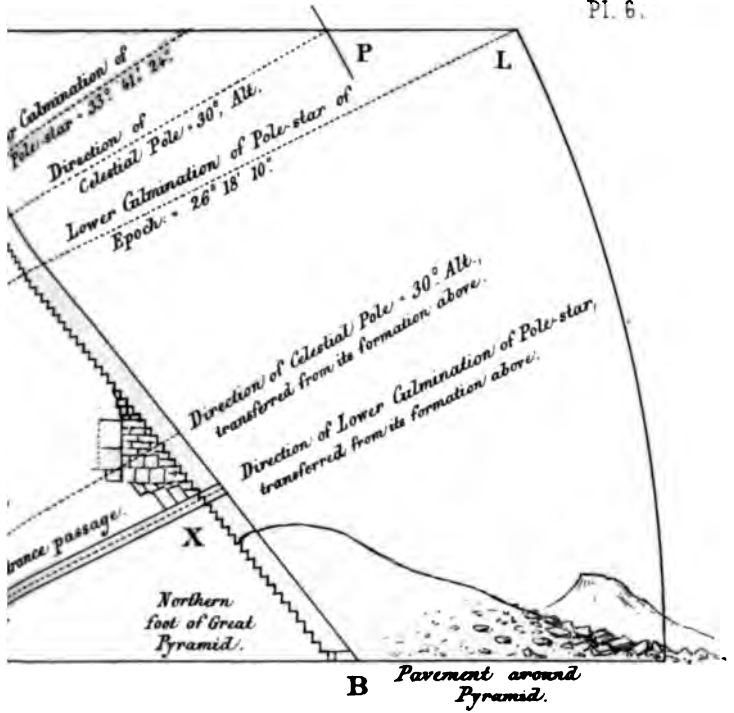 Pl. 6.
Culmination of
Pole-star = 33° 41' 24"
Direction of
Celestial Pole = 30° Alt.
P
L
Lower Culmination of Pole-star of
Epoch: = 26° 18' 10"
Direction of Celestial Pole = 30° Alt.,
transferred from its formation above.
Direction of Lower Culmination of Pole-star,
transferred from its formation above.
X
trance passage.
Northern
foot of Great
Pyramid.
B
Pavement around
Pyramid.